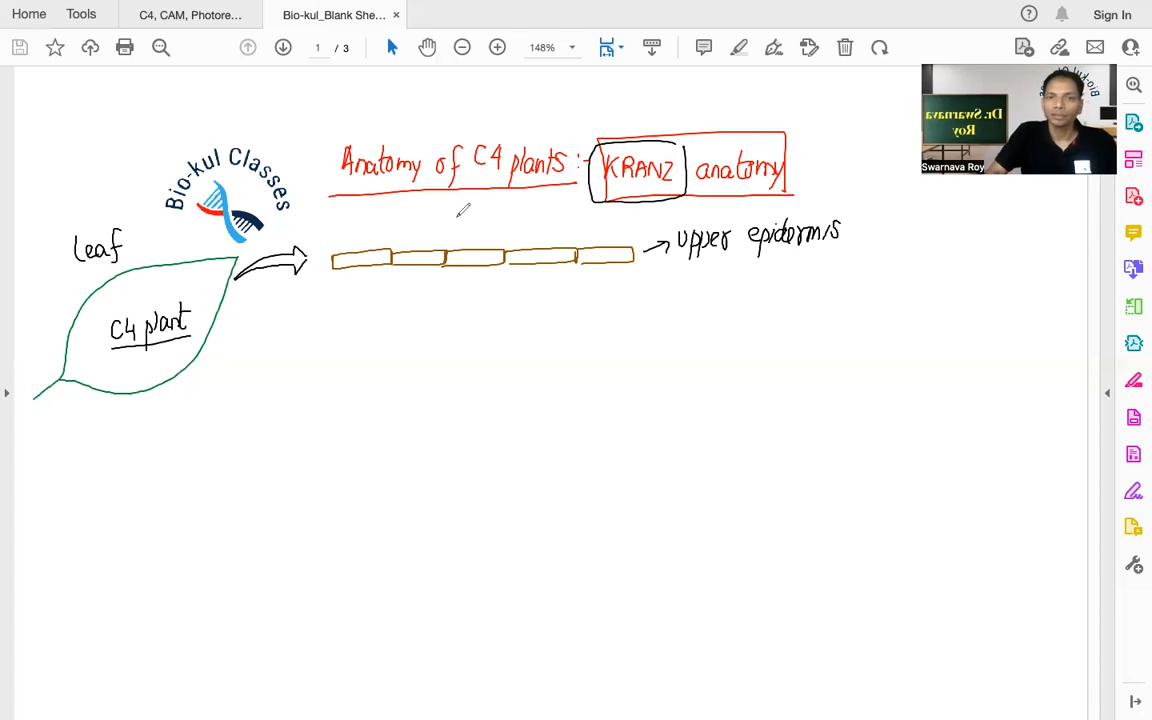 Home
Tools
C4, CAM, Photore...
Bio-kul_Blank She...
Sign In
1 / 3
148%
Dr. Swarnava
Roy
Swarnava Roy
Bio-kul Classes
Anatomy of C4 plants :- KRANZ anatomy
leaf
upper epidermis
C4 plant